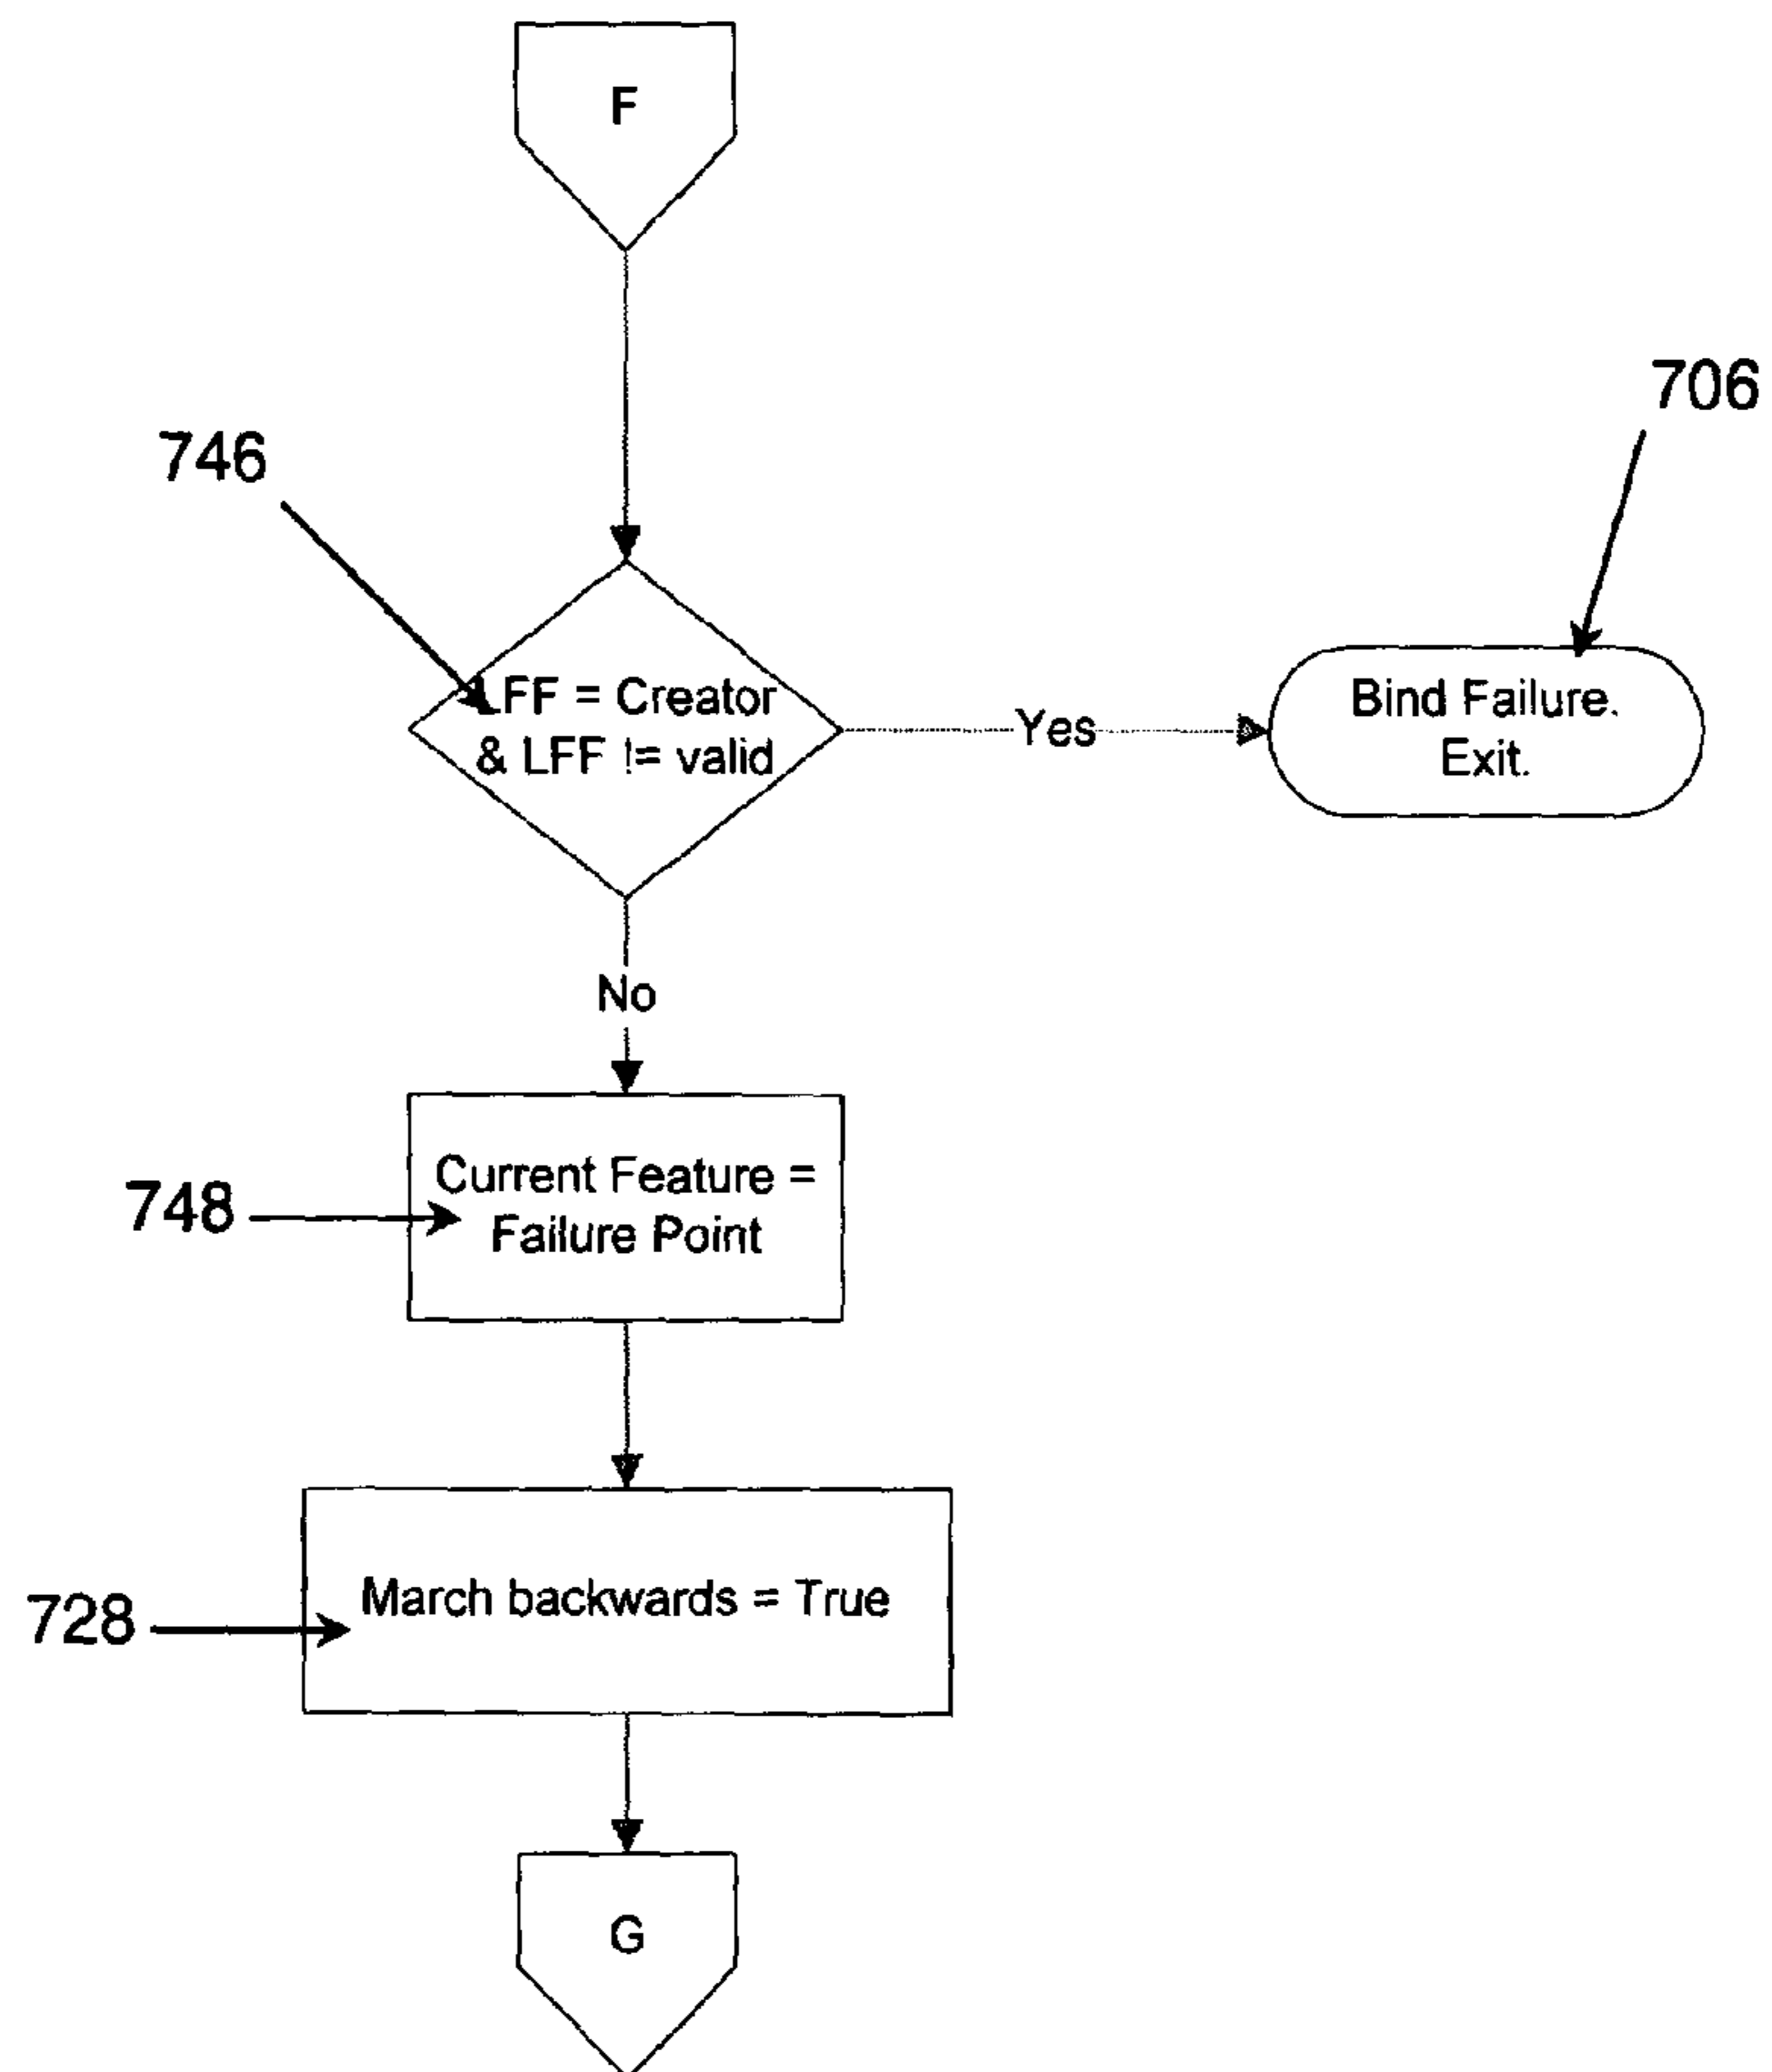 F
706
746
LFF = Creator
& LFF != valid
Yes
Bind Failure.
Exit.
No
748
Current Feature =
Failure Point
728
March backwards = True
G